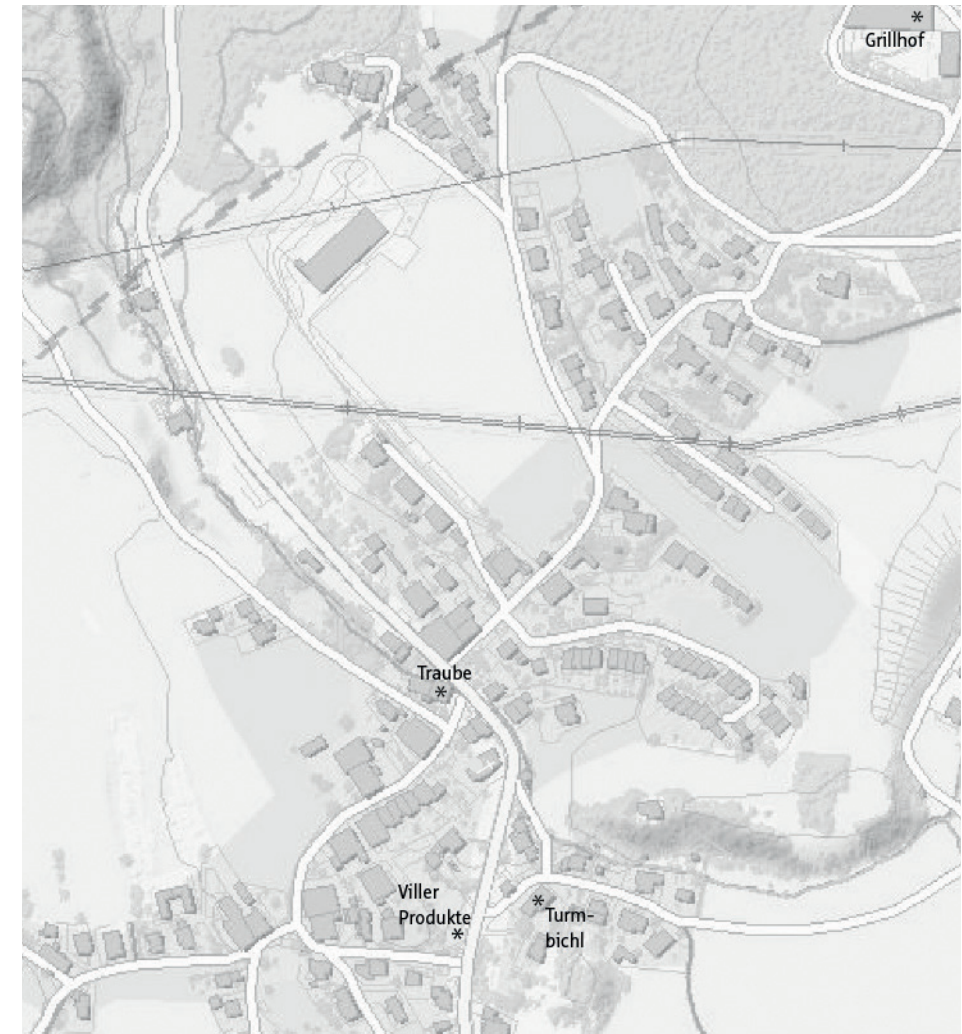 *
Grillhof
Traube
*
Viller
Produkte
*
*
Turm-
bichl